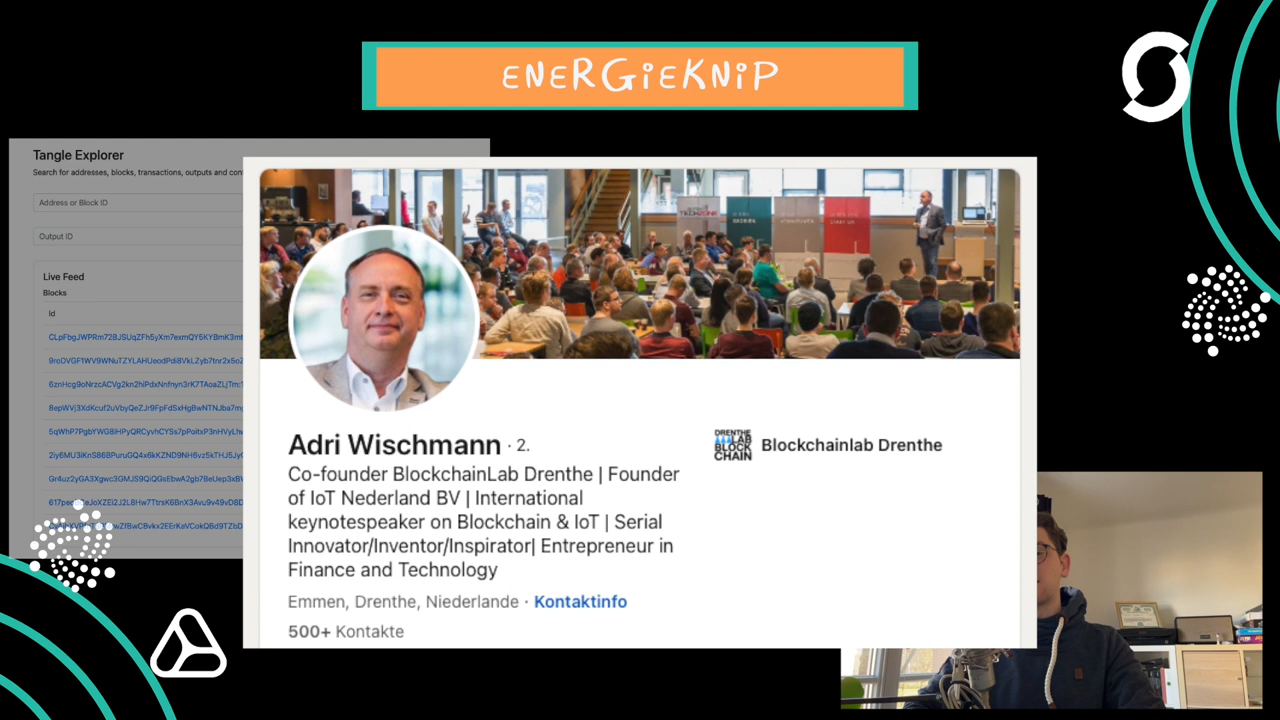 ENERGiEKNiP
Tangle Explorer
Search for addresses, blocks, transactions, outputs and
Address or Block ID
Output ID
Live Feed
Blocks
Id
Adri Wischmann · 2.
Co-founder BlockchainLab Drenthe | Founder
of IoT Nederland BV | International
keynotespeaker on Blockchain & IoT | Serial
Innovator/Inventor/Inspirator| Entrepreneur in
Finance and Technology
Emmen, Drenthe, Niederlande · Kontaktinfo
500+ Kontakte
DRENTHE
LAB
BLOCK
CHAIN
Blockchainlab Drenthe